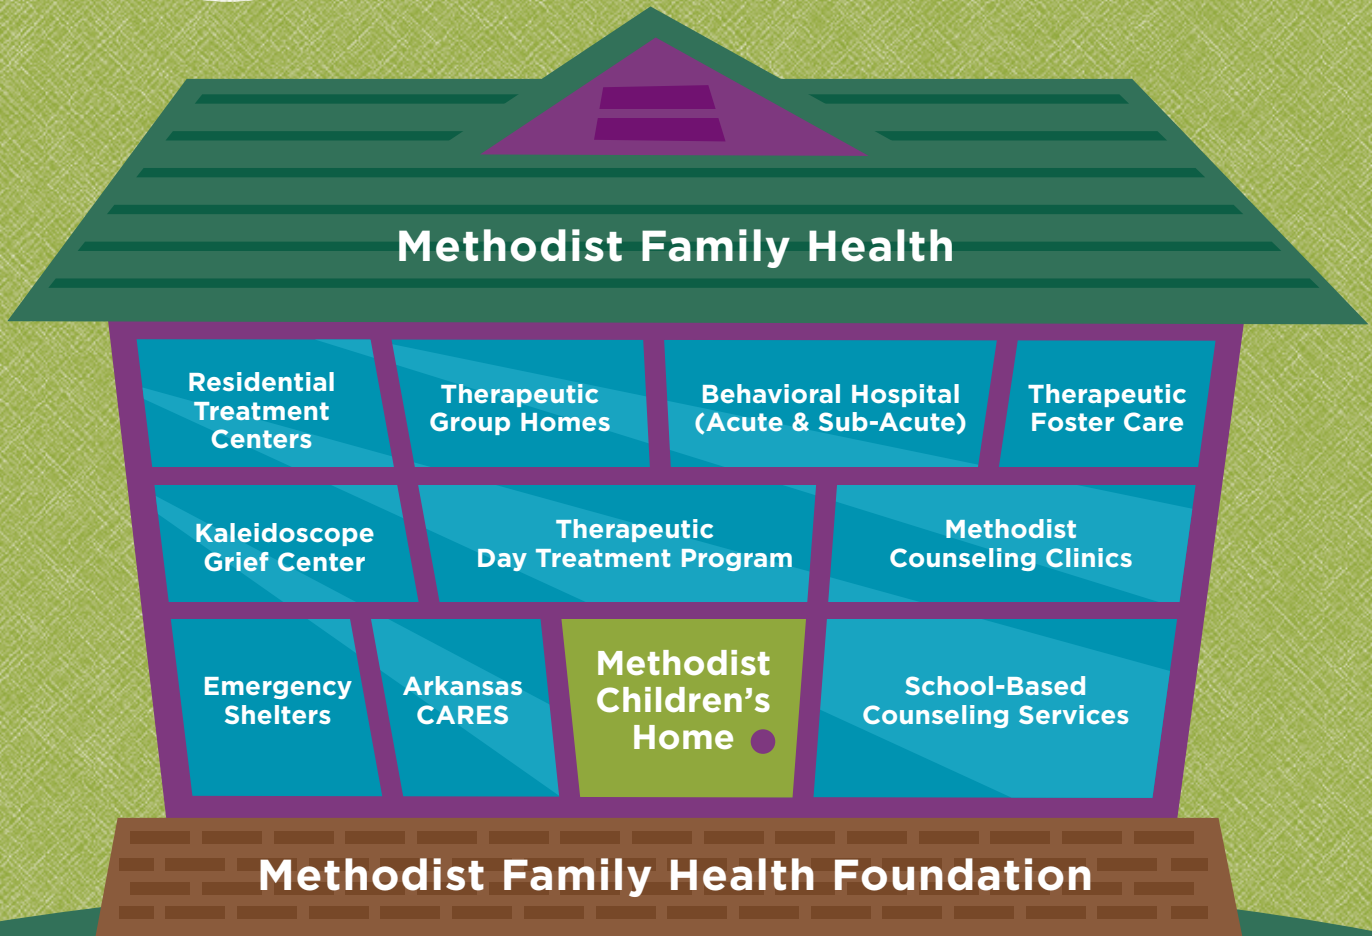 Methodist Family Health
Residential
Treatment
Centers
Therapeutic
Group Homes
Behavioral Hospital
(Acute & Sub-Acute)
Therapeutic
Foster Care
Kaleidoscope
Grief Center
Therapeutic
Day Treatment Program
Methodist
Counseling Clinics
Emergency
Shelters
Arkansas
CARES
Methodist
Children’s
Home
School-Based
Counseling Services
Methodist Family Health Foundation